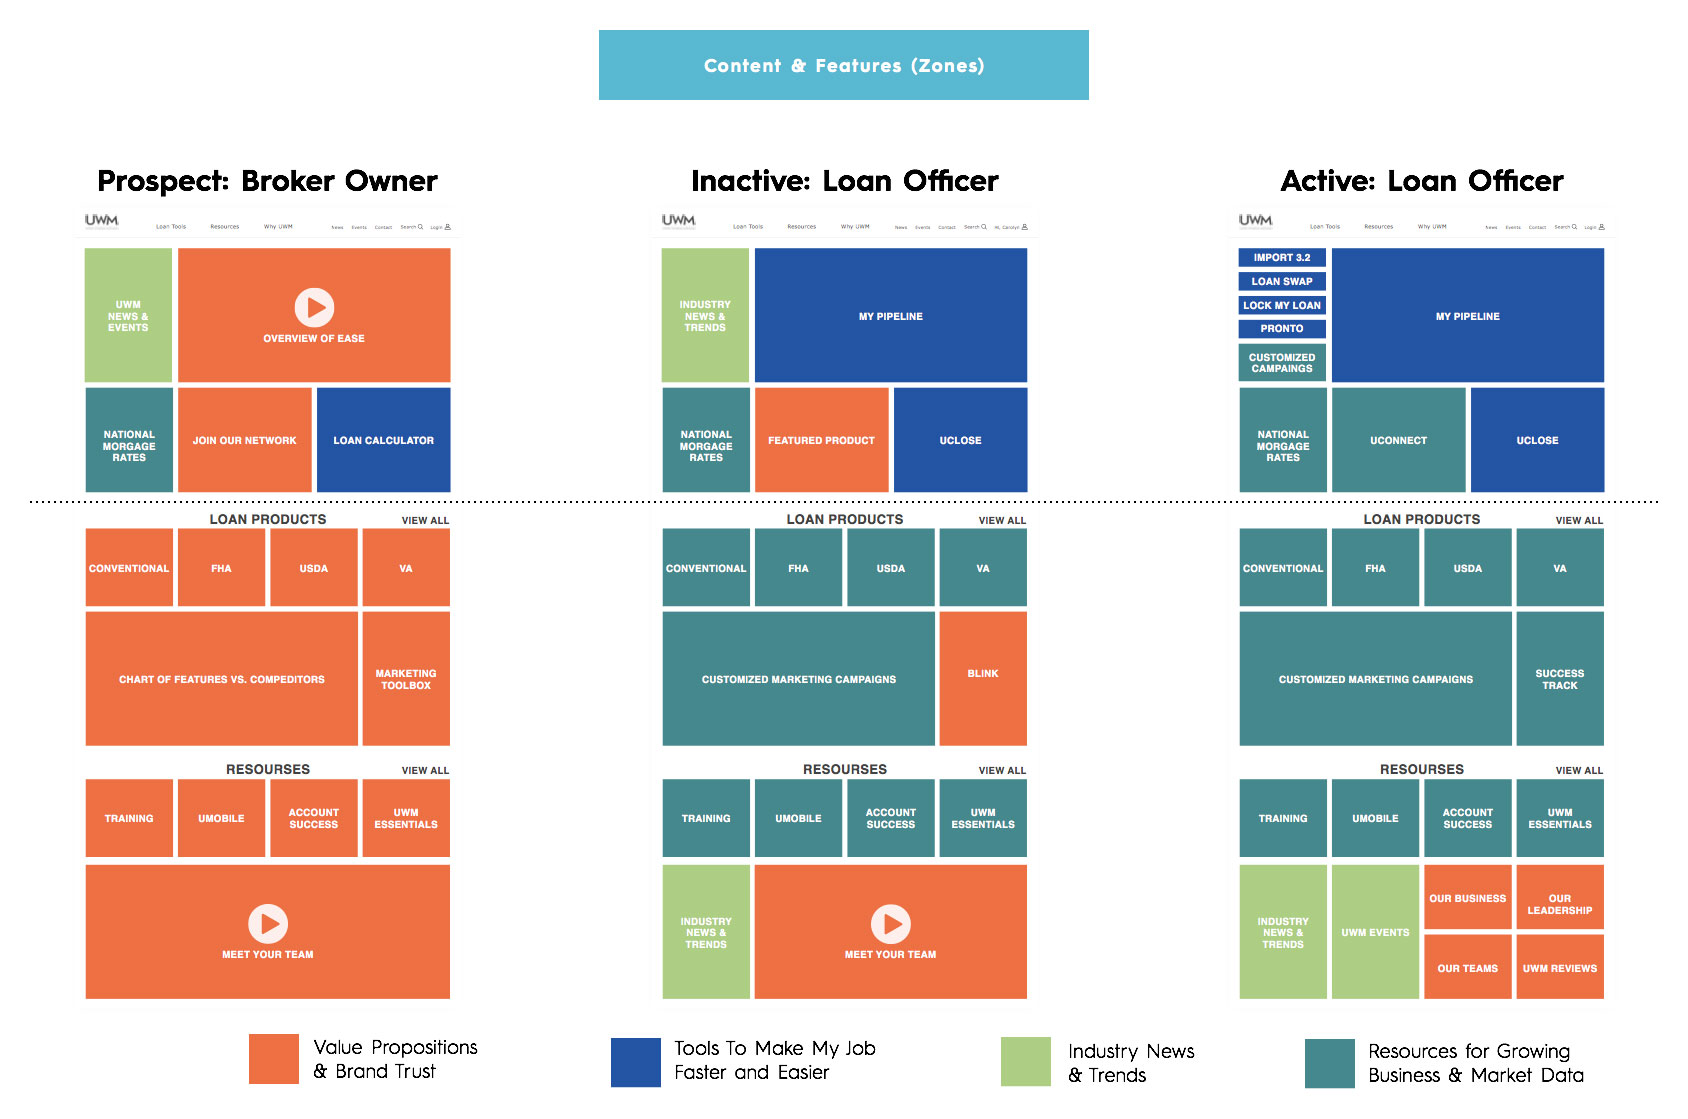 Content & Features (Zones)
Prospect: Broker Owner
UWM
Loan Tools Resources Why UWM News Events Contact Search Login
UWM
NEWS &
EVENTS
OVERVIEW OF EASE
NATIONAL
MORGAGE
RATES
JOIN OUR NETWORK
LOAN CALCULATOR
LOAN PRODUCTS
VIEW ALL
CONVENTIONAL
FHA
USDA
VA
CHART OF FEATURES VS. COMPEDITORS
MARKETING
TOOLBOX
RESOURSES
VIEW ALL
TRAINING
UMOBILE
ACCOUNT
SUCCESS
UWM
ESSENTIALS
MEET YOUR TEAM
Inactive: Loan Officer
UWM
Loan Tools Resources Why UWM News Events Contact Search Hi, Carolyn
INDUSTRY
NEWS &
TRENDS
MY PIPELINE
NATIONAL
MORGAGE
RATES
FEATURED PRODUCT
UCLOSE
LOAN PRODUCTS
VIEW ALL
CONVENTIONAL
FHA
USDA
VA
CUSTOMIZED MARKETING CAMPAIGNS
BLINK
RESOURSES
VIEW ALL
TRAINING
UMOBILE
ACCOUNT
SUCCESS
UWM
ESSENTIALS
INDUSTRY
NEWS &
TRENDS
MEET YOUR TEAM
Active: Loan Officer
UWM
Loan Tools Resources Why UWM News Events Contact Search Login
IMPORT 3.2
LOAN SWAP
LOCK MY LOAN
PRONTO
CUSTOMIZED
CAMPAINGS
MY PIPELINE
NATIONAL
MORGAGE
RATES
UCONNECT
UCLOSE
LOAN PRODUCTS
VIEW ALL
CONVENTIONAL
FHA
USDA
VA
CUSTOMIZED MARKETING CAMPAIGNS
SUCCESS
TRACK
RESOURSES
VIEW ALL
TRAINING
UMOBILE
ACCOUNT
SUCCESS
UWM
ESSENTIALS
INDUSTRY
NEWS &
TRENDS
UWM EVENTS
OUR BUSINESS
OUR
LEADERSHIP
OUR TEAMS
UWM REVIEWS
Value Propositions
& Brand Trust
Tools To Make My Job
Faster and Easier
Industry News
& Trends
Resources for Growing
Business & Market Data